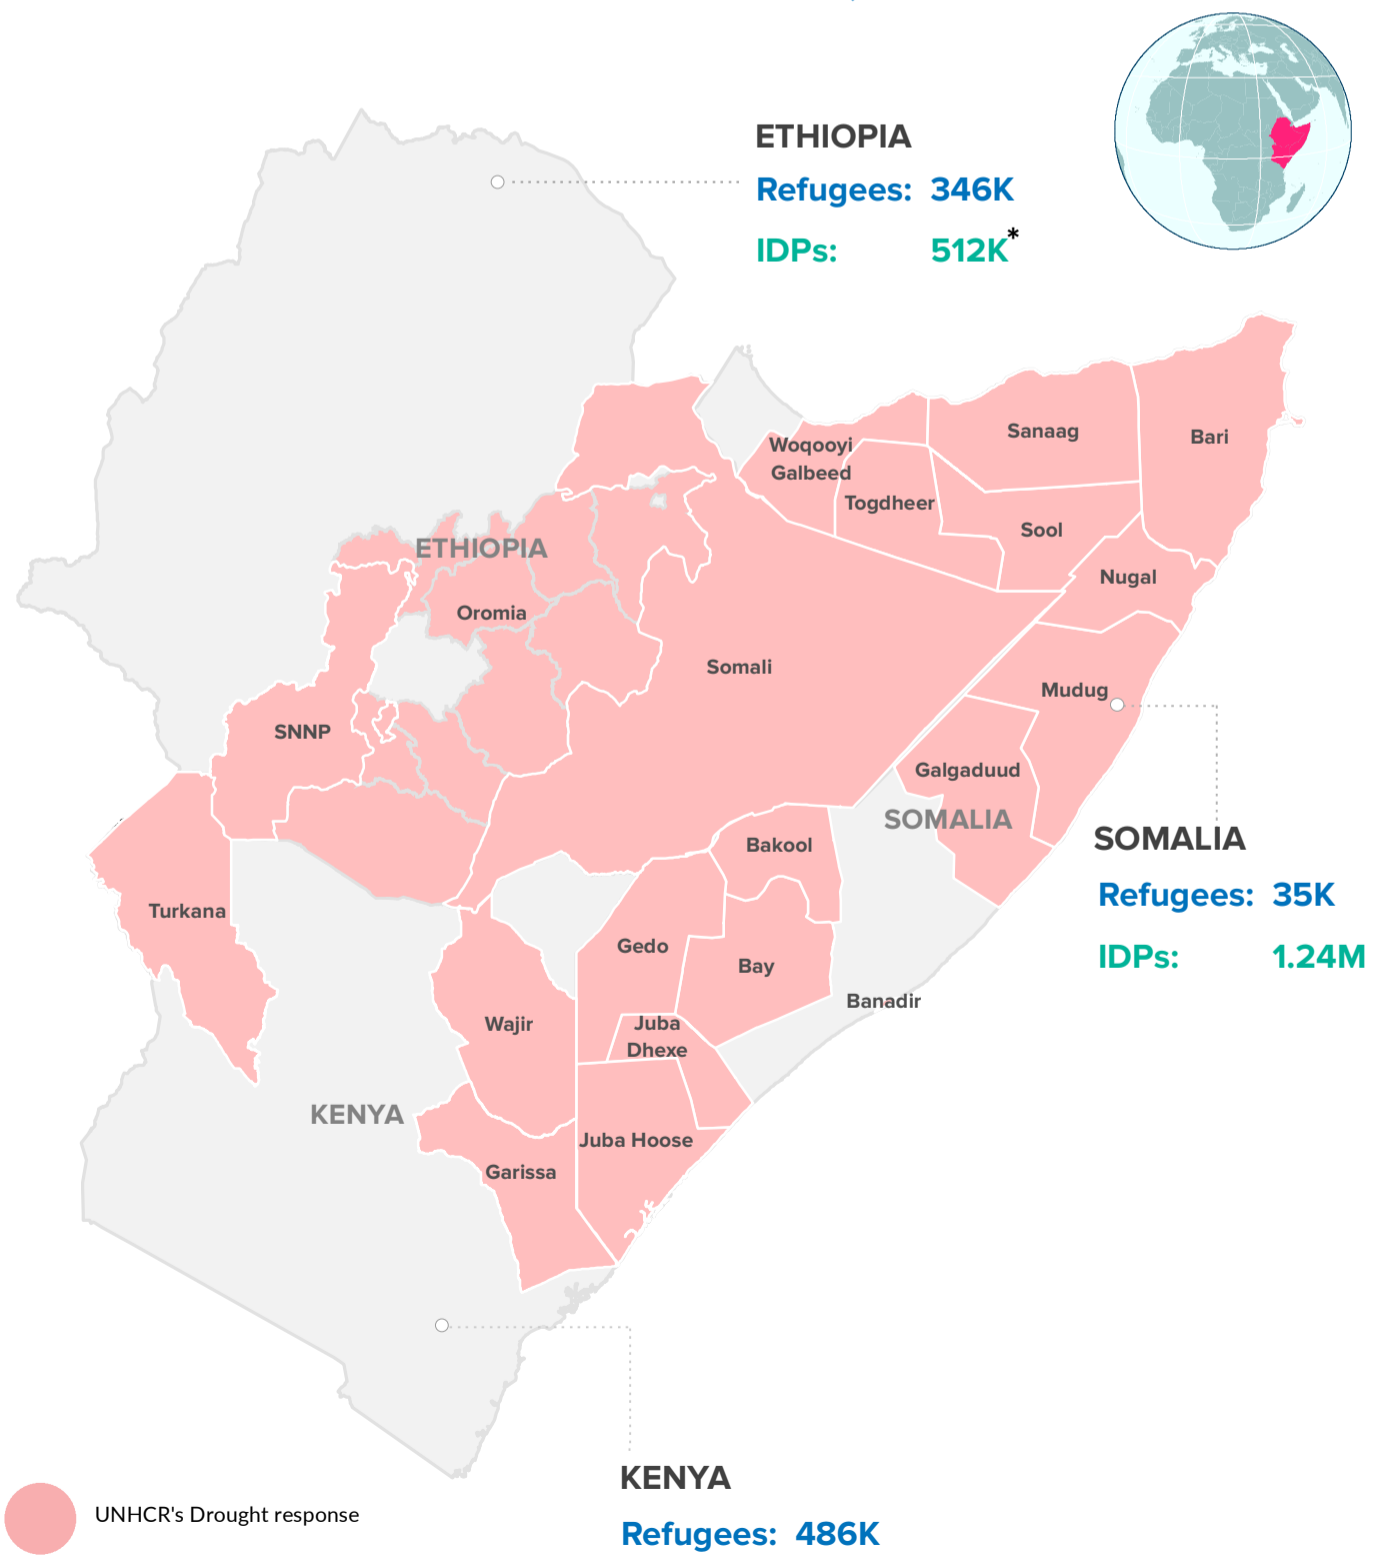 ETHIOPIA
Refugees: 346K
IDPs: 512K*
Sanaag
Bari
Woqooyi
Galbeed
Togdheer
Sool
ETHIOPIA
Nugal
Oromia
Somali
Mudug
SNNP
Galgaduud
SOMALIA
SOMALIA
Bakool
Refugees: 35K
Turkana
Gedo
IDPs: 1.24M
Bay
Banadir
Wajir
Juba
Dhexe
KENYA
Juba Hoose
Garissa
KENYA
UNHCR's Drought response
Refugees: 486K